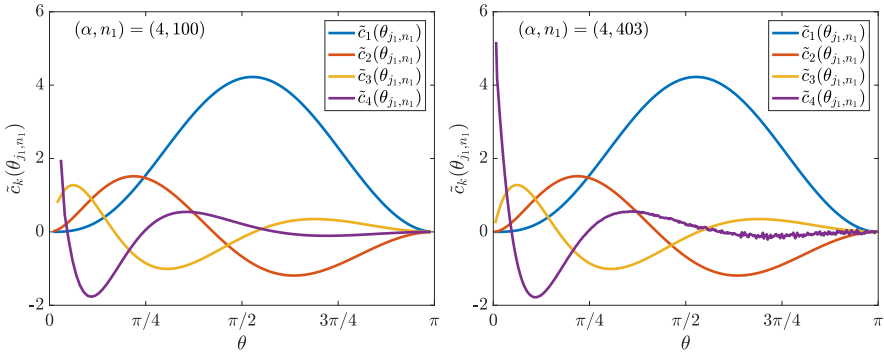 (α, n₁) = (4, 100)
c̃₁(θ_{j₁,n₁})
c̃₂(θ_{j₁,n₁})
c̃₃(θ_{j₁,n₁})
c̃₄(θ_{j₁,n₁})
c̃ₖ(θ_{j₁,n₁})
6
4
2
0
-2
0
π/4
π/2
3π/4
π
θ
(α, n₁) = (4, 403)
c̃₁(θ_{j₁,n₁})
c̃₂(θ_{j₁,n₁})
c̃₃(θ_{j₁,n₁})
c̃₄(θ_{j₁,n₁})
c̃ₖ(θ_{j₁,n₁})
6
4
2
0
-2
0
π/4
π/2
3π/4
π
θ